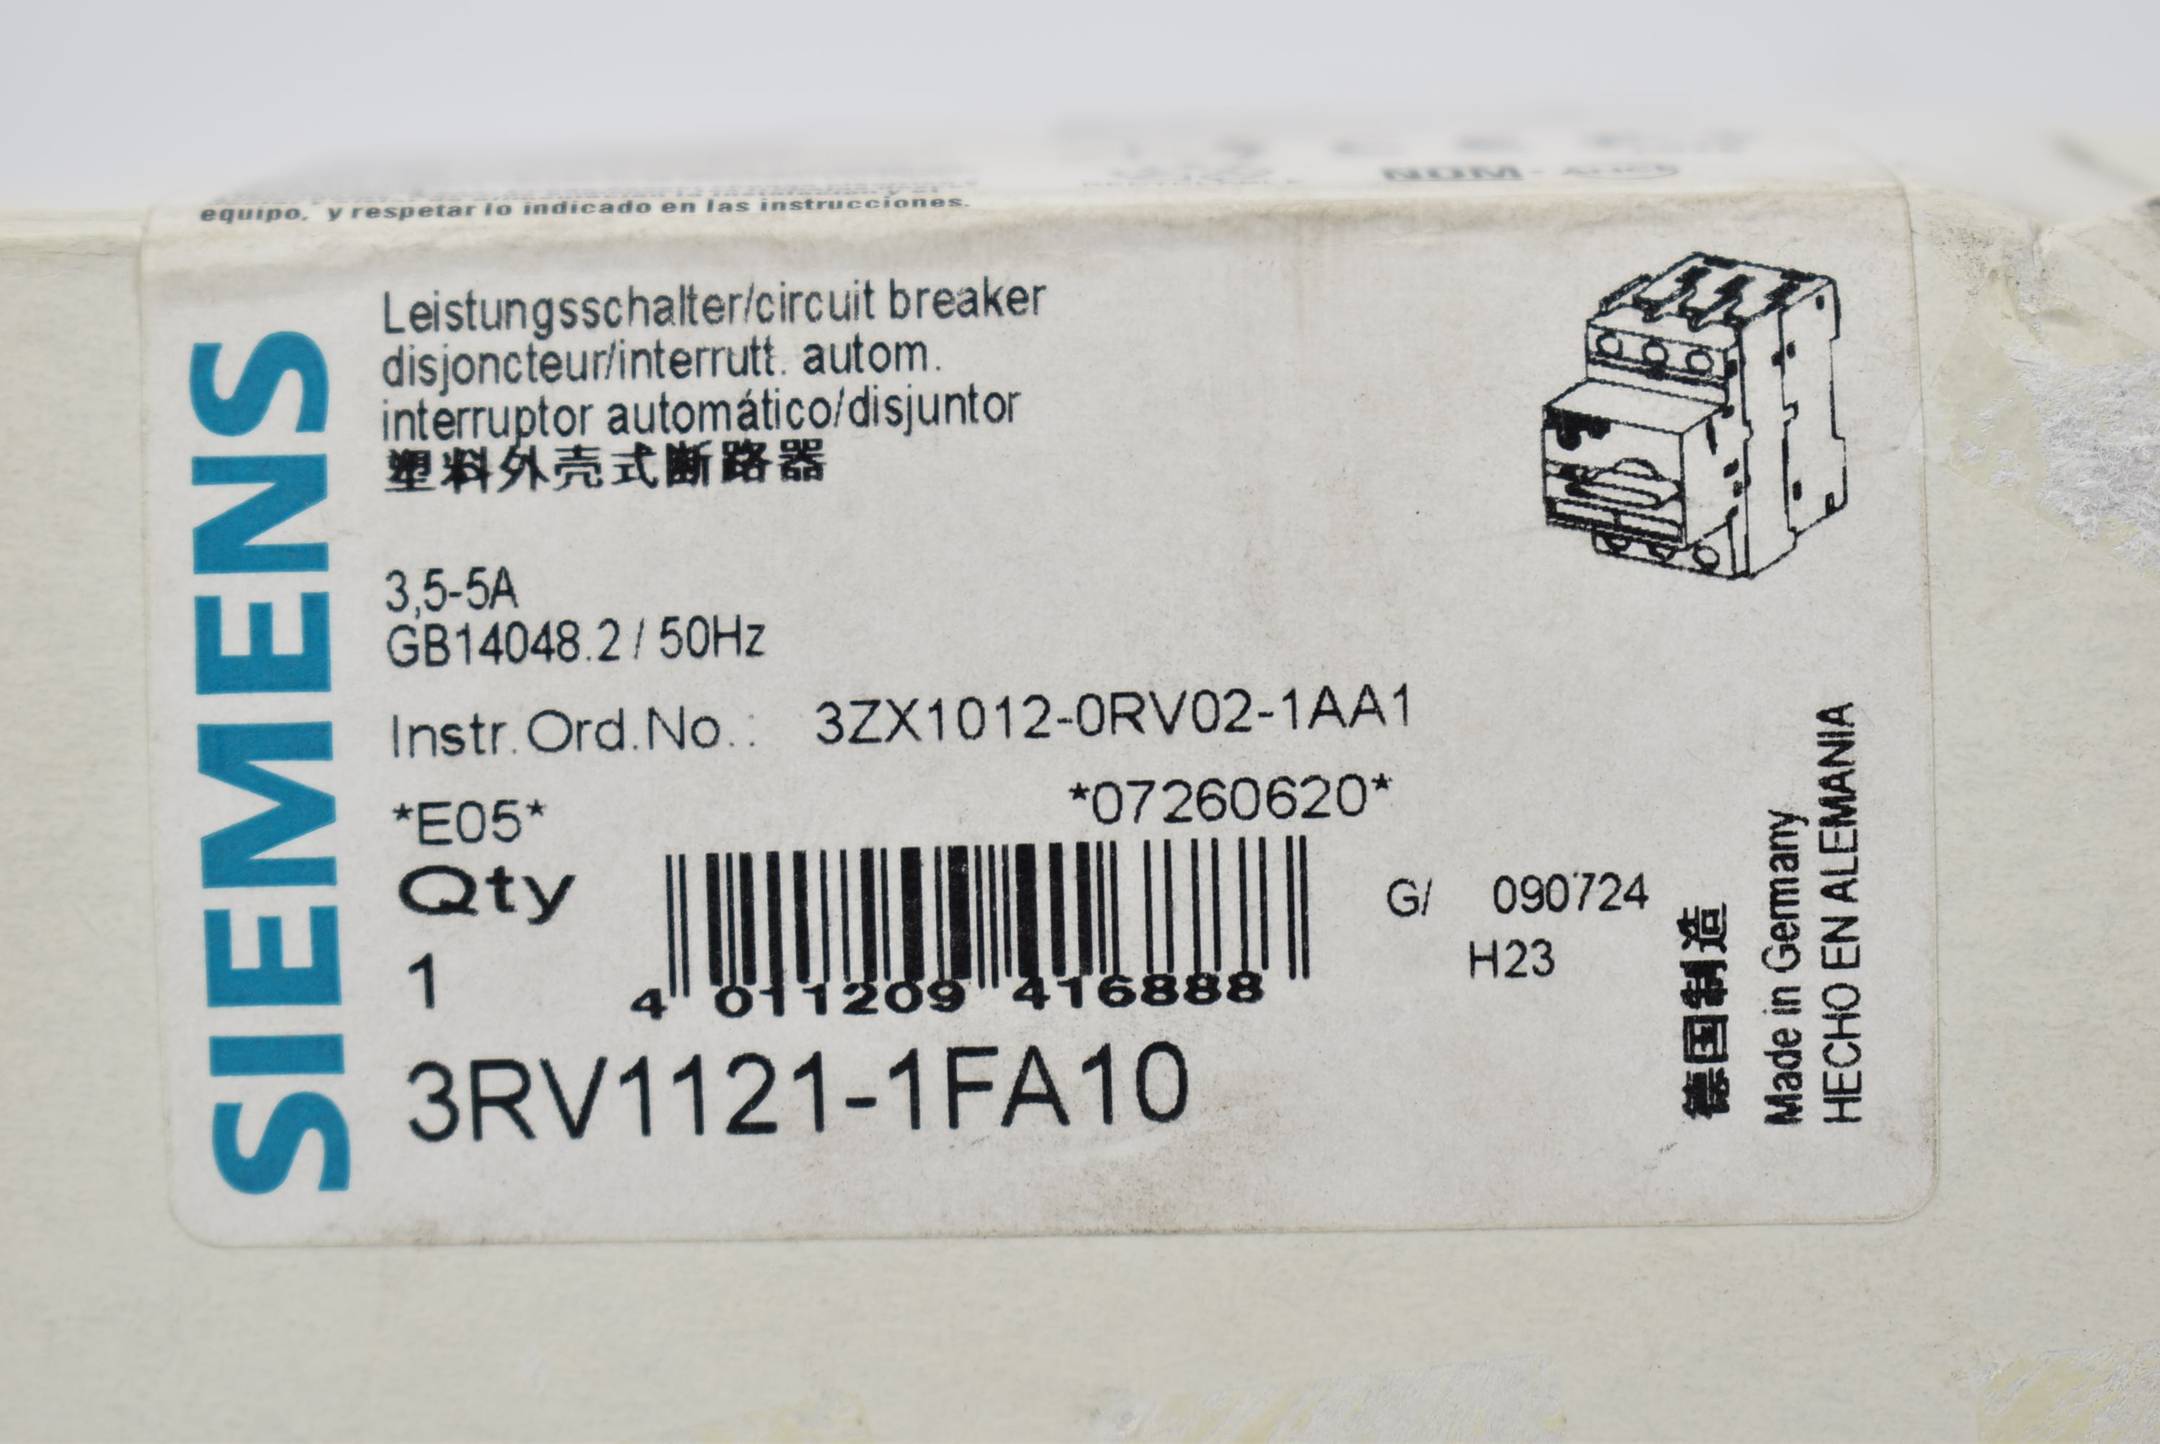 equipo, y respetar lo indicado en las instrucciones.
NOM-
SIEMENS
Leistungsschalter/circuit breaker
disjoncteur/interrutt. autom.
interruptor automático/disjuntor
塑料外壳式断路器
3,5-5A
GB14048.2 / 50Hz
Instr.Ord.No.: 3ZX1012-0RV02-1AA1
*E05* *07260620*
Qty
1
4 011209 416888
G/ 090724
H23
3RV1121-1FA10
德国制造
Made in Germany
HECHO EN ALEMANIA